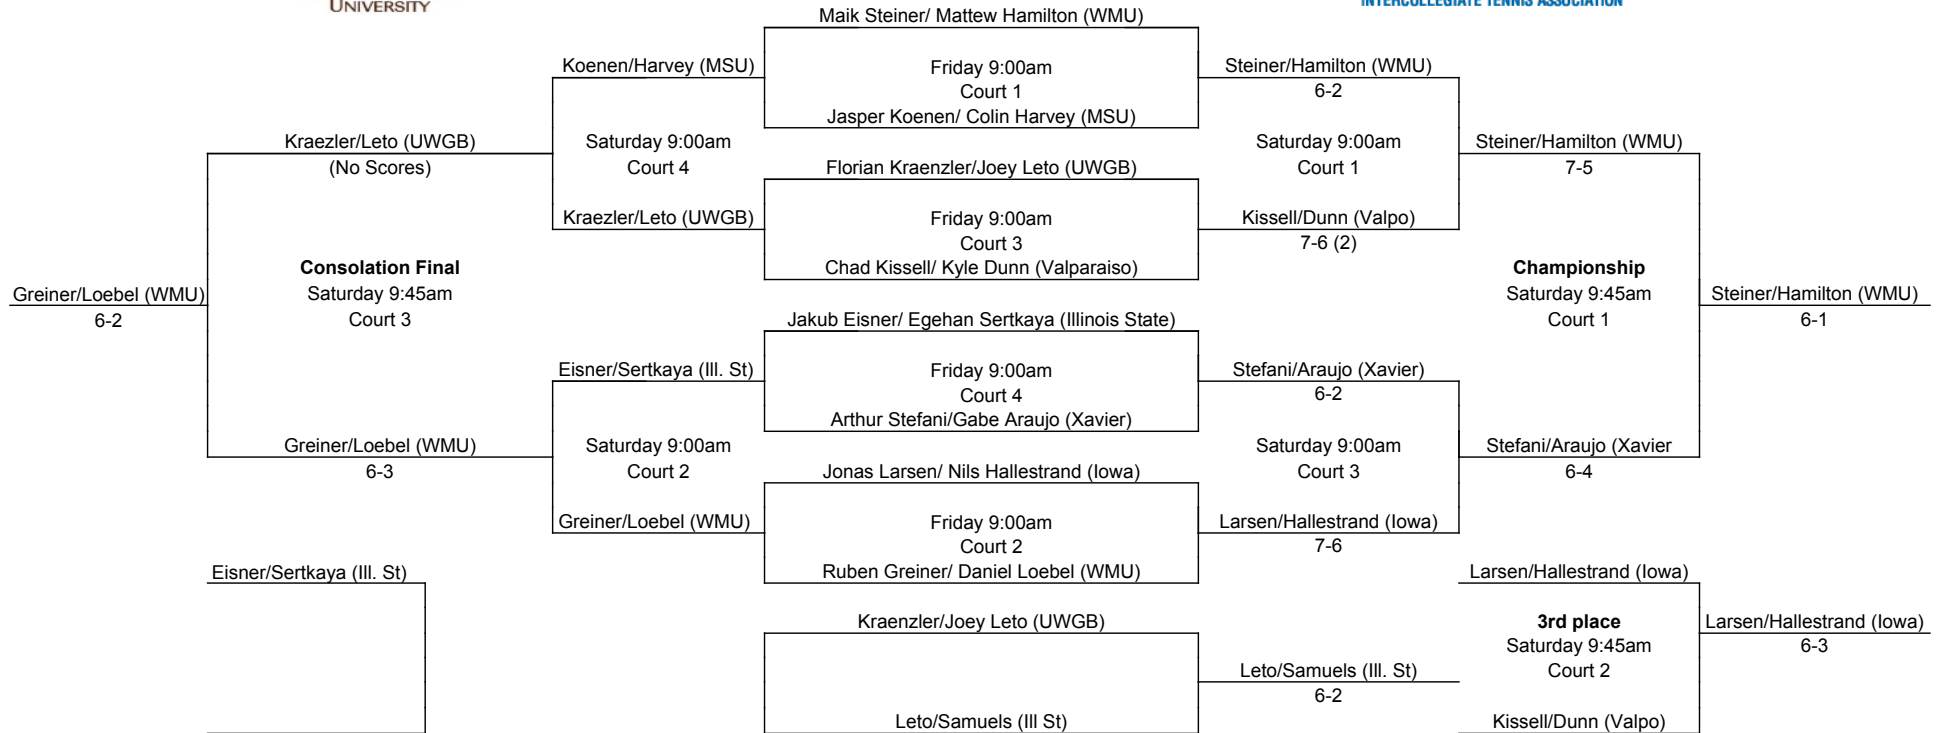 UNIVERSITY
INTERCOLLEGIATE TENNIS ASSOCIATION
Maik Steiner/ Mattew Hamilton (WMU)
Koenen/Harvey (MSU)
Friday 9:00am
Steiner/Hamilton (WMU)
Court 1
6-2
Jasper Koenen/ Colin Harvey (MSU)
Kraezler/Leto (UWGB)
Saturday 9:00am
Saturday 9:00am
Steiner/Hamilton (WMU)
(No Scores)
Court 4
Florian Kraenzler/Joey Leto (UWGB)
Court 1
7-5
Kraezler/Leto (UWGB)
Friday 9:00am
Kissell/Dunn (Valpo)
Court 3
7-6 (2)
Consolation Final
Chad Kissell/ Kyle Dunn (Valparaiso)
Championship
Greiner/Loebel (WMU)
Saturday 9:45am
Saturday 9:45am
Steiner/Hamilton (WMU)
6-2
Court 3
Jakub Eisner/ Egehan Sertkaya (Illinois State)
Court 1
6-1
Eisner/Sertkaya (Ill. St)
Friday 9:00am
Stefani/Araujo (Xavier)
Court 4
6-2
Arthur Stefani/Gabe Araujo (Xavier)
Greiner/Loebel (WMU)
Saturday 9:00am
Saturday 9:00am
Stefani/Araujo (Xavier
6-3
Court 2
Jonas Larsen/ Nils Hallestrand (Iowa)
Court 3
6-4
Greiner/Loebel (WMU)
Friday 9:00am
Larsen/Hallestrand (Iowa)
Court 2
7-6
Eisner/Sertkaya (Ill. St)
Ruben Greiner/ Daniel Loebel (WMU)
Larsen/Hallestrand (Iowa)
Kraenzler/Joey Leto (UWGB)
3rd place
Larsen/Hallestrand (Iowa)
Saturday 9:45am
6-3
Leto/Samuels (Ill. St)
Court 2
6-2
Leto/Samuels (Ill St)
Kissell/Dunn (Valpo)